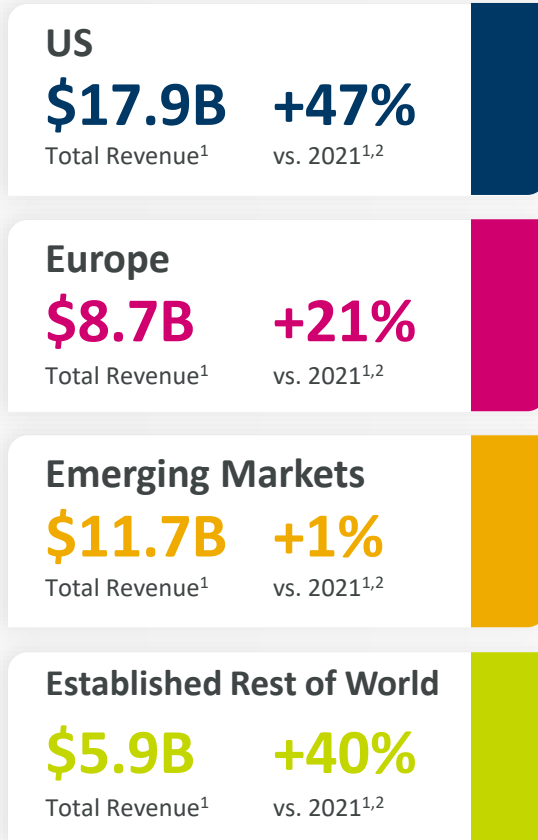 US
$17.9B +47%
Total Revenue¹ vs. 2021¹,²
Europe
$8.7B +21%
Total Revenue¹ vs. 2021¹,²
Emerging Markets
$11.7B +1%
Total Revenue¹ vs. 2021¹,²
Established Rest of World
$5.9B +40%
Total Revenue¹ vs. 2021¹,²